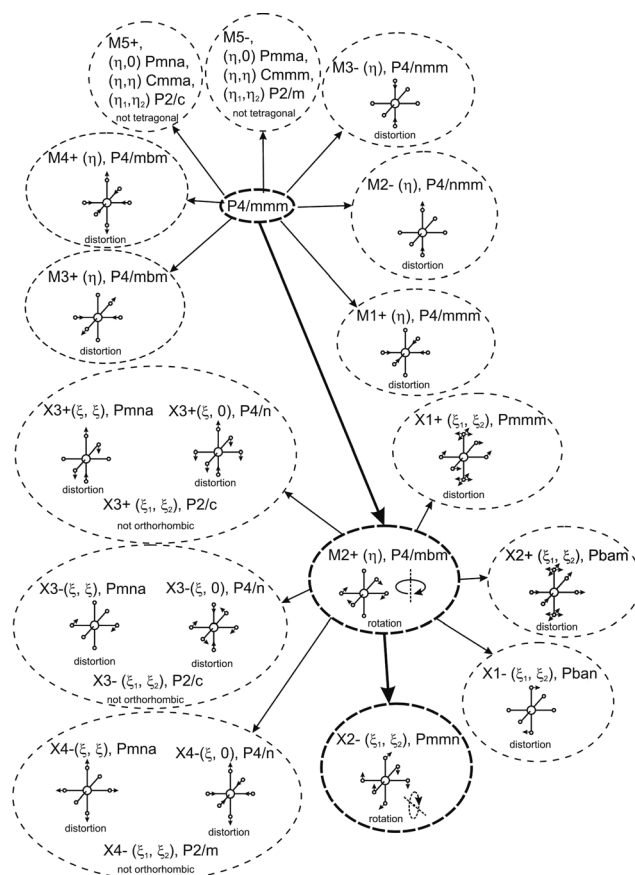 M5+,
(η,0) Pmna
(η,η) Cmma,
(η₁,η₂) P2/c
not tetragonal
M5-,
(η,0) Pmma
(η,η) Cmmm,
(η₁,η₂) P2/m
not tetragonal
M3- (η), P4/nmm
distortion
M4+ (η), P4/mbm
distortion
P4/mmm
M2- (η), P4/nmm
distortion
M3+ (η), P4/mbm
distortion
M1+ (η), P4/mmm
distortion
X3+(ξ, ξ), Pmna
distortion
X3+(ξ, 0), P4/n
distortion
X3+ (ξ₁, ξ₂), P2/c
not orthorhombic
X1+ (ξ₁, ξ₂), Pmmm
distortion
M2+ (η), P4/mbm
rotation
X2+ (ξ₁, ξ₂), Pbam
distortion
X3-(ξ, ξ), Pmna
distortion
X3-(ξ, 0), P4/n
distortion
X3- (ξ₁, ξ₂), P2/c
not orthorhombic
X1- (ξ₁, ξ₂), Pban
distortion
X4-(ξ, ξ), Pmna
distortion
X4-(ξ, 0), P4/n
distortion
X4- (ξ₁, ξ₂), P2/m
not orthorhombic
X2- (ξ₁, ξ₂), Pmmn
rotation